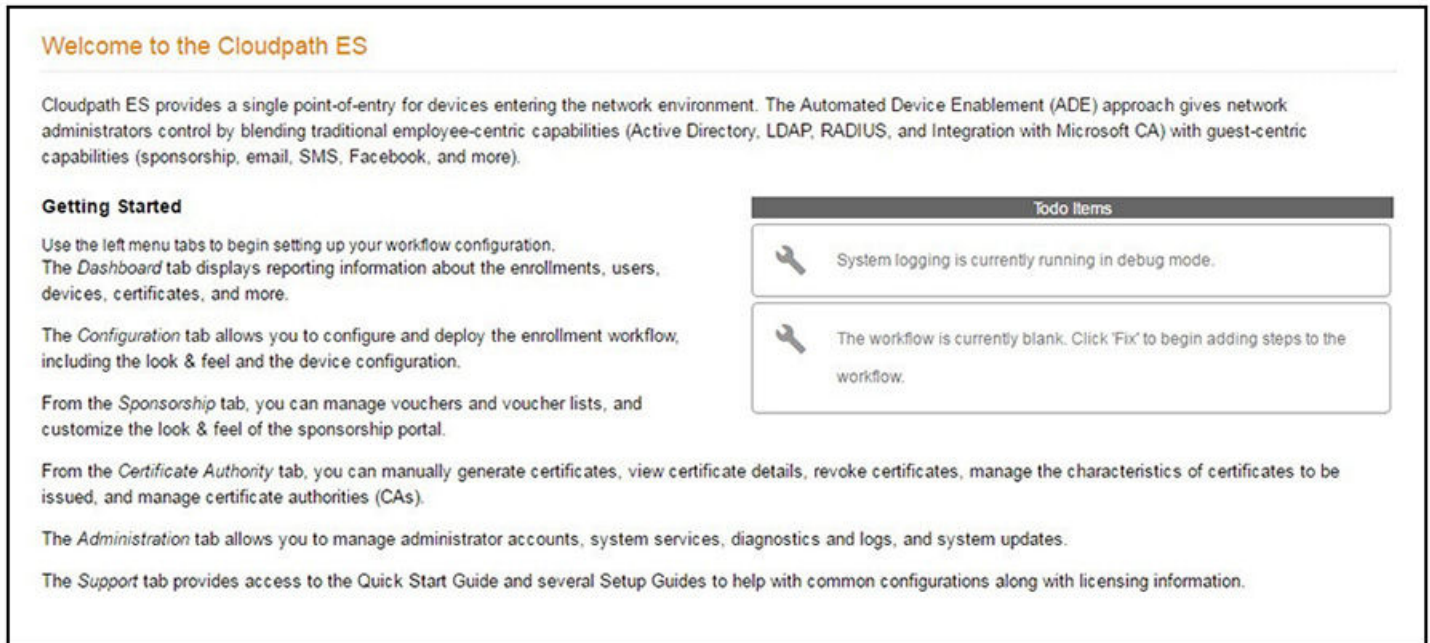 Welcome to the Cloudpath ES
Cloudpath ES provides a single point-of-entry for devices entering the network environment. The Automated Device Enablement (ADE) approach gives network
administrators control by blending traditional employee-centric capabilities (Active Directory, LDAP, RADIUS, and Integration with Microsoft CA) with guest-centric
capabilities (sponsorship, email, SMS, Facebook, and more).
Getting Started
Use the left menu tabs to begin setting up your workflow configuration.
The Dashboard tab displays reporting information about the enrollments, users,
devices, certificates, and more.
The Configuration tab allows you to configure and deploy the enrollment workflow,
including the look & feel and the device configuration.
From the Sponsorship tab, you can manage vouchers and voucher lists, and
customize the look & feel of the sponsorship portal.
Todo Items
System logging is currently running in debug mode.
The workflow is currently blank. Click 'Fix' to begin adding steps to the
workflow.
From the Certificate Authority tab, you can manually generate certificates, view certificate details, revoke certificates, manage the characteristics of certificates to be
issued, and manage certificate authorities (CAs).
The Administration tab allows you to manage administrator accounts, system services, diagnostics and logs, and system updates.
The Support tab provides access to the Quick Start Guide and several Setup Guides to help with common configurations along with licensing information.